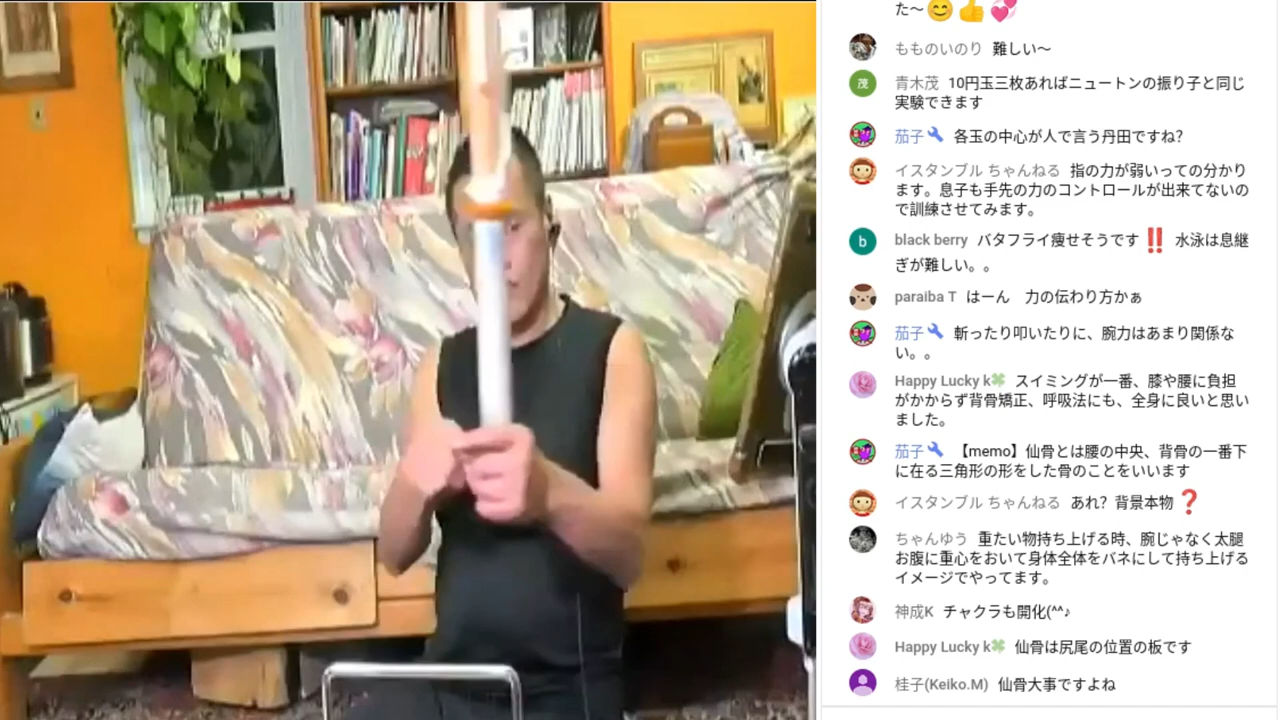 た〜😊👍💞
もものいのり 難しい〜
茂 青木茂 10円玉三枚あればニュートンの振り子と同じ
実験できます
茄子🔧 各玉の中心が人で言う丹田ですね?
イスタンブル ちゃんねる 指の力が弱いっての分かり
ます。息子も手先の力のコントロールが出来てないの
で訓練させてみます。
b black berry バタフライ痩せそうです‼️ 水泳は息継
ぎが難しい。。
paraiba T はーん 力の伝わり方かぁ
茄子🔧 斬ったり叩いたりに、腕力はあまり関係な
い。。
Happy Lucky k🍀 スイミングが一番、膝や腰に負担
がかからず背骨矯正、呼吸法にも、全身に良いと思い
ました。
茄子🔧 【memo】仙骨とは腰の中央、背骨の一番下
に在る三角形の形をした骨のことをいいます
イスタンブル ちゃんねる あれ? 背景本物❓
ちゃんゆう 重たい物持ち上げる時、腕じゃなく太腿
お腹に重心をおいて身体全体をバネにして持ち上げる
イメージでやってます。
神成K チャクラも開化(^^♪
Happy Lucky k🍀 仙骨は尻尾の位置の板です
桂子(Keiko.M) 仙骨大事ですよね